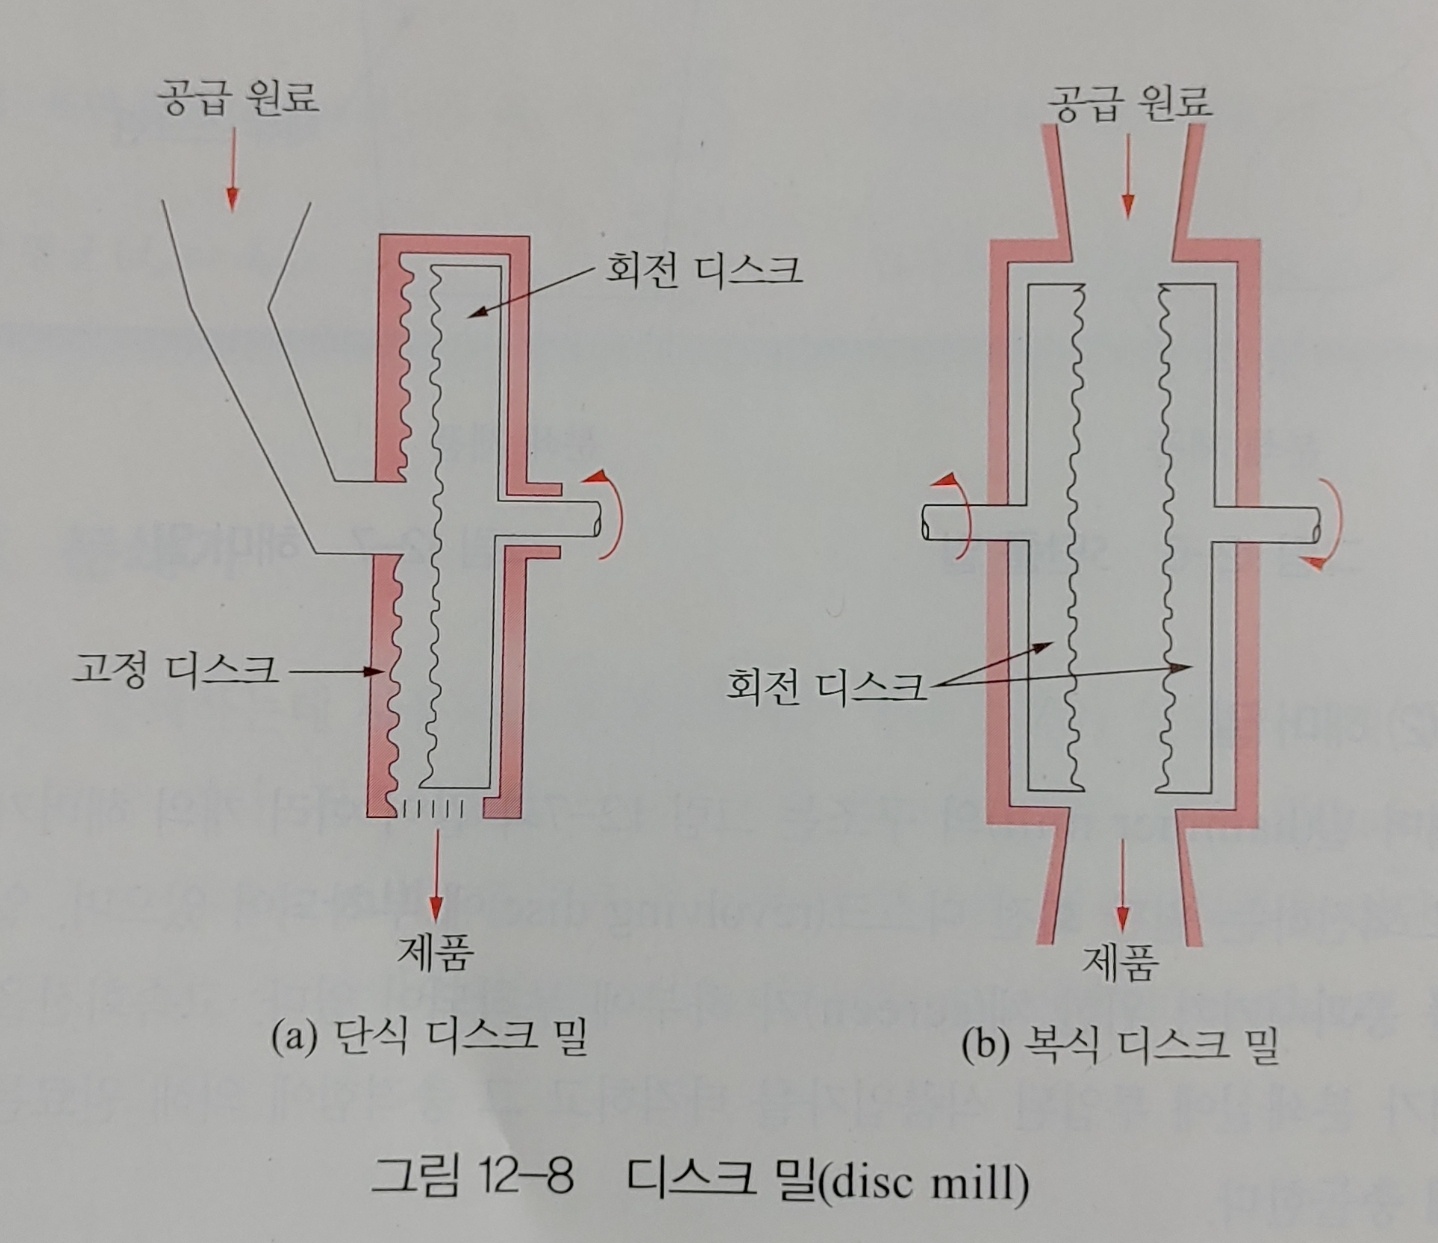 공급 원료
공급 원료
회전 디스크
고정 디스크
회전 디스크
제품
제품
(a) 단식 디스크 밀
(b) 복식 디스크 밀
그림 12–8 디스크 밀(disc mill)